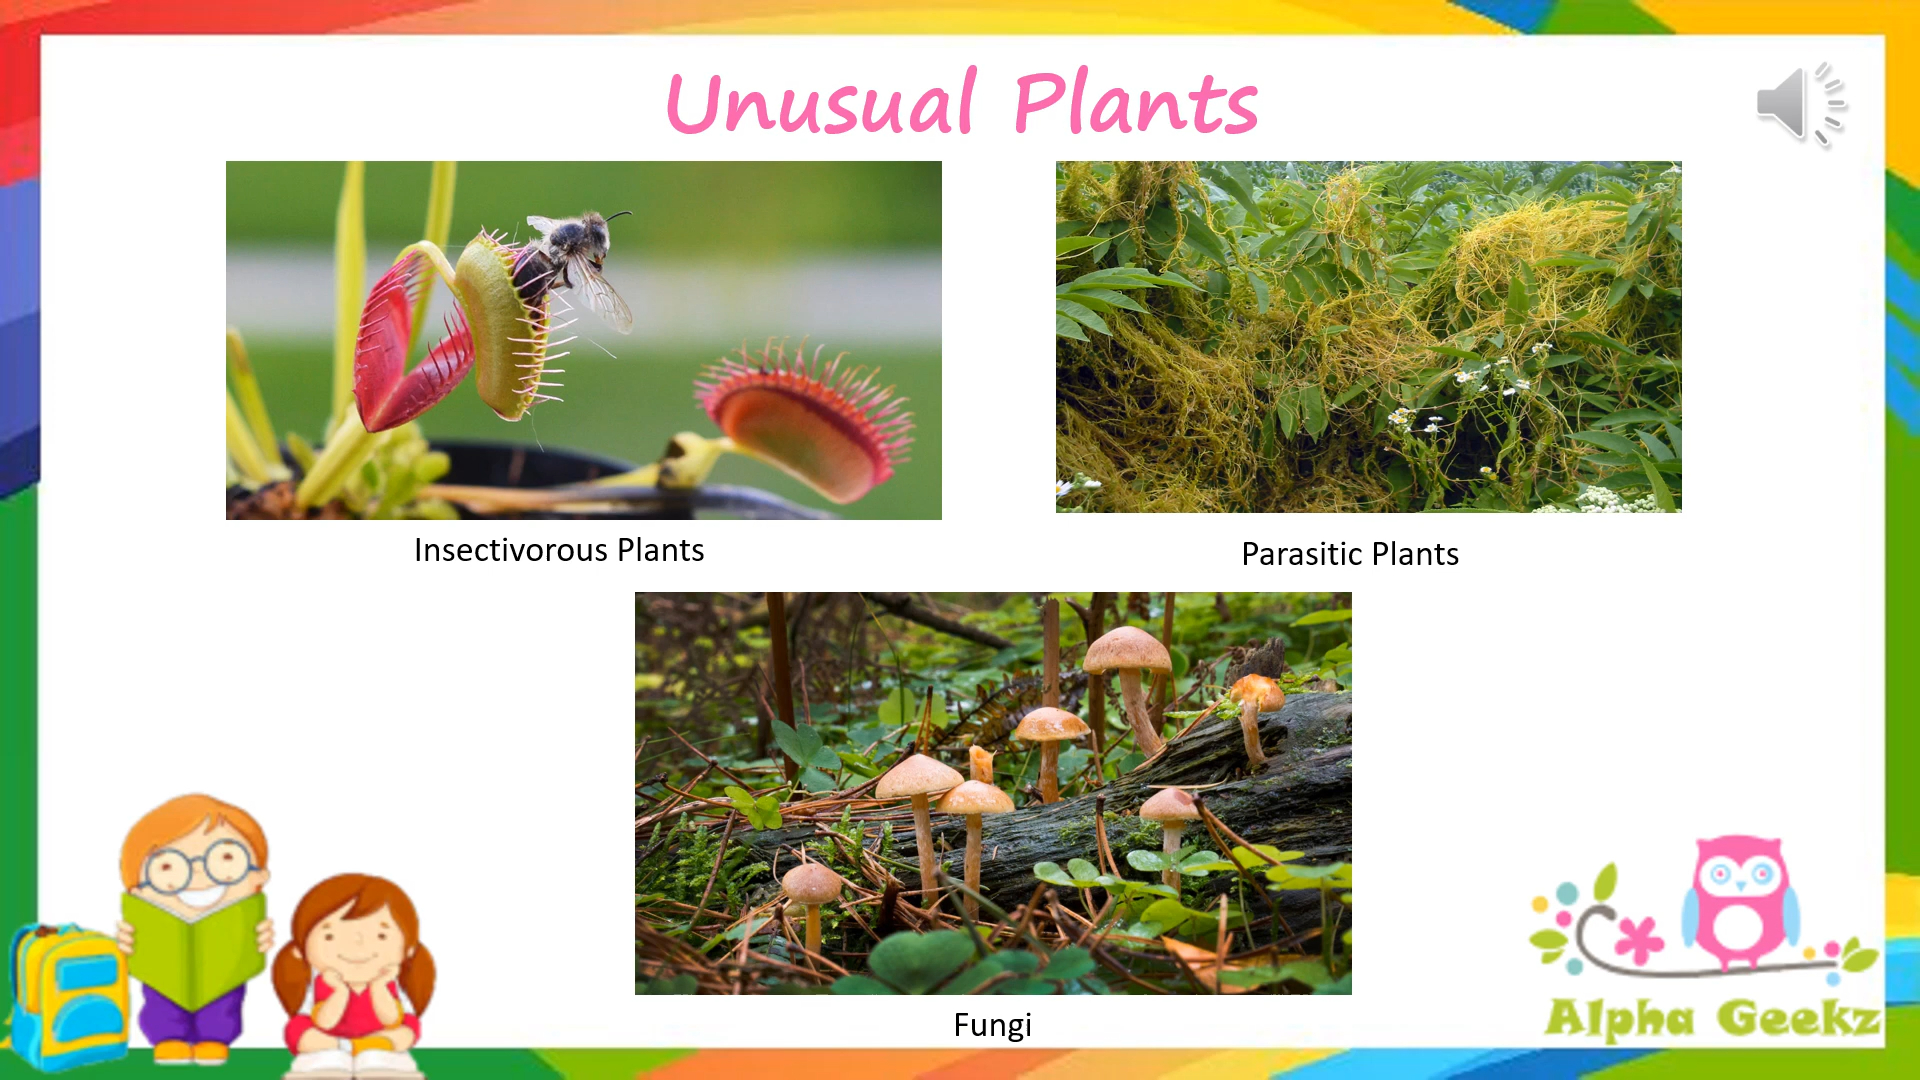 Unusual Plants
Insectivorous Plants
Parasitic Plants
Fungi
Alpha Geekz